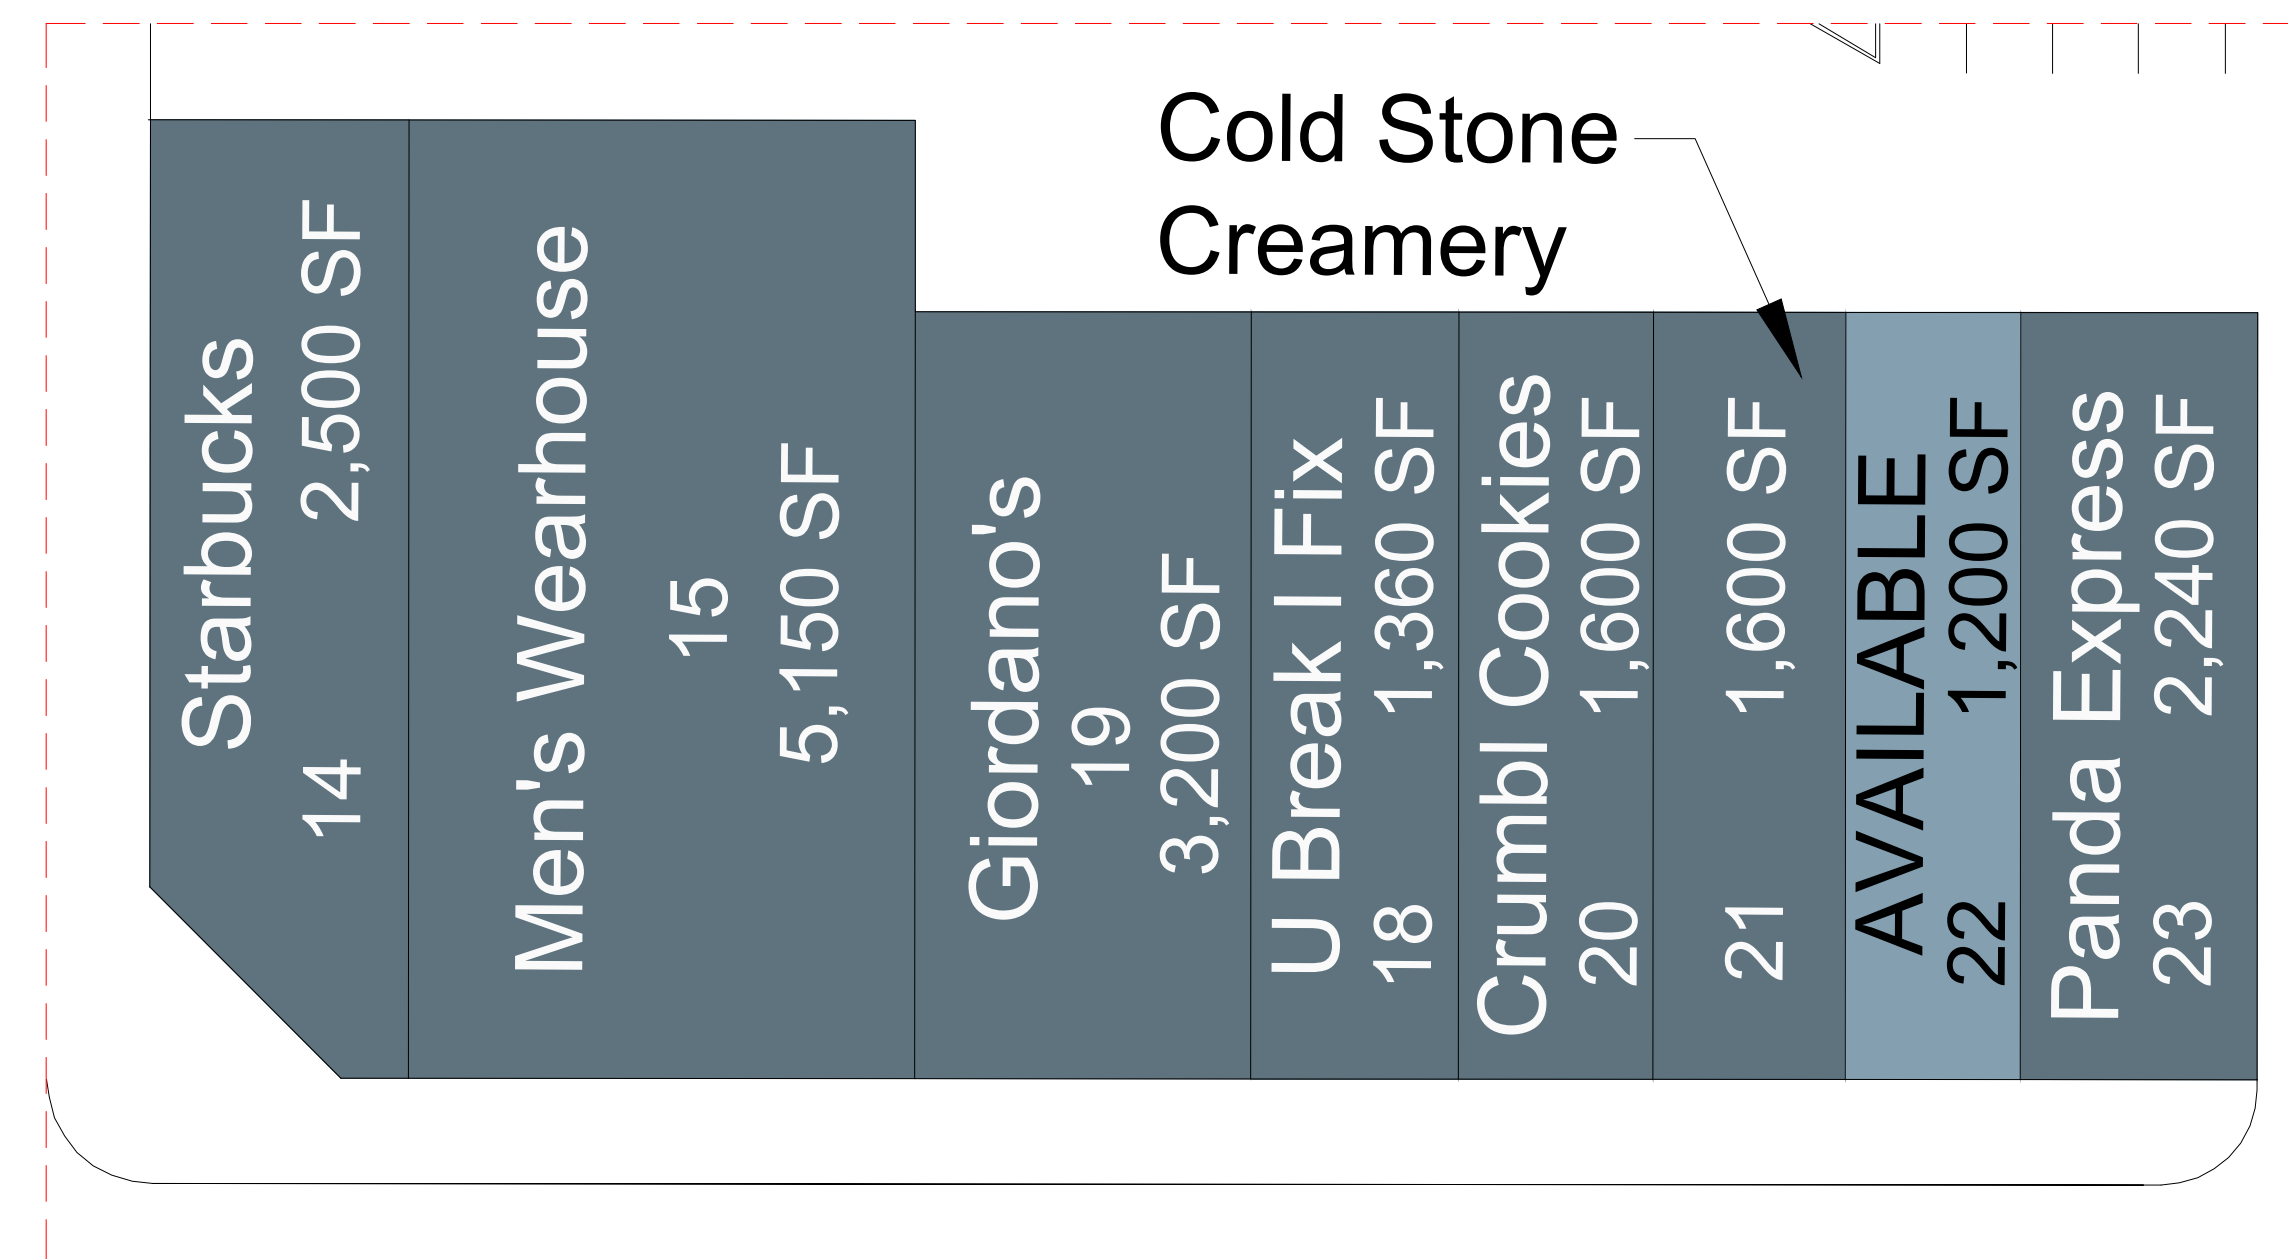 Cold Stone
Creamery
Starbucks
14 2,500 SF
Men's Wearhouse
15
5,150 SF
Giordano's
19
3,200 SF
U Break I Fix
18 1,360 SF
Crumbl Cookies
20 1,600 SF
21 1,600 SF
AVAILABLE
22 1,200 SF
Panda Express
23 2,240 SF